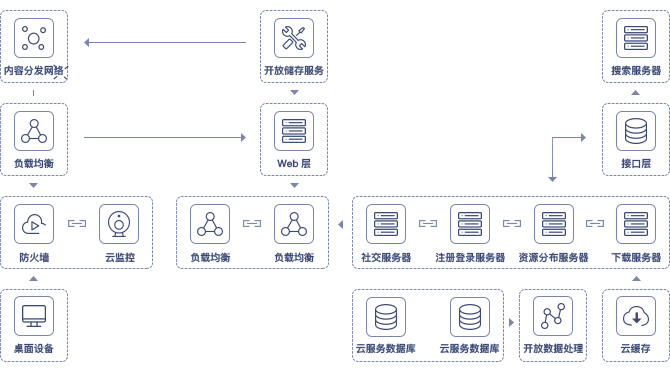 内容分发网络
开放储存服务
搜索服务器
负载均衡
Web 层
接口层
防火墙
云监控
负载均衡
负载均衡
社交服务器
注册登录服务器
资源分布服务器
下载服务器
桌面设备
云服务数据库
云服务数据库
开放数据处理
云缓存